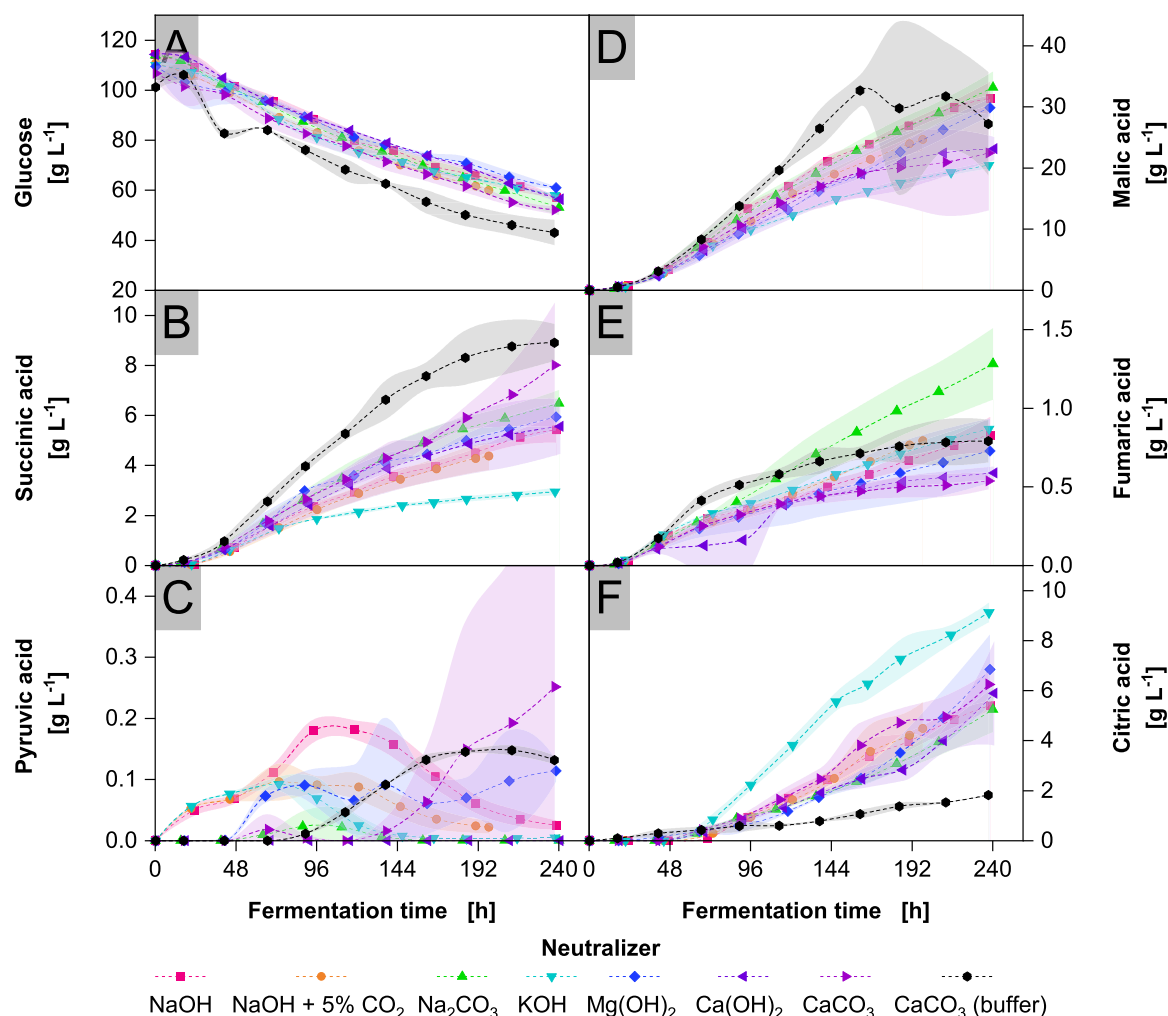 A
Glucose
[g L⁻¹]
120
100
80
60
40
20
D
Malic acid
[g L⁻¹]
40
30
20
10
0
B
Succinic acid
[g L⁻¹]
10
8
6
4
2
0
E
Fumaric acid
[g L⁻¹]
1.5
1.0
0.5
0.0
C
Pyruvic acid
[g L⁻¹]
0.4
0.3
0.2
0.1
0.0
F
Citric acid
[g L⁻¹]
10
8
6
4
2
0
0 48 96 144 192 240
0 48 96 144 192 240
Fermentation time [h]
Fermentation time [h]
Neutralizer
NaOH NaOH + 5% CO₂ Na₂CO₃ KOH Mg(OH)₂ Ca(OH)₂ CaCO₃ CaCO₃ (buffer)